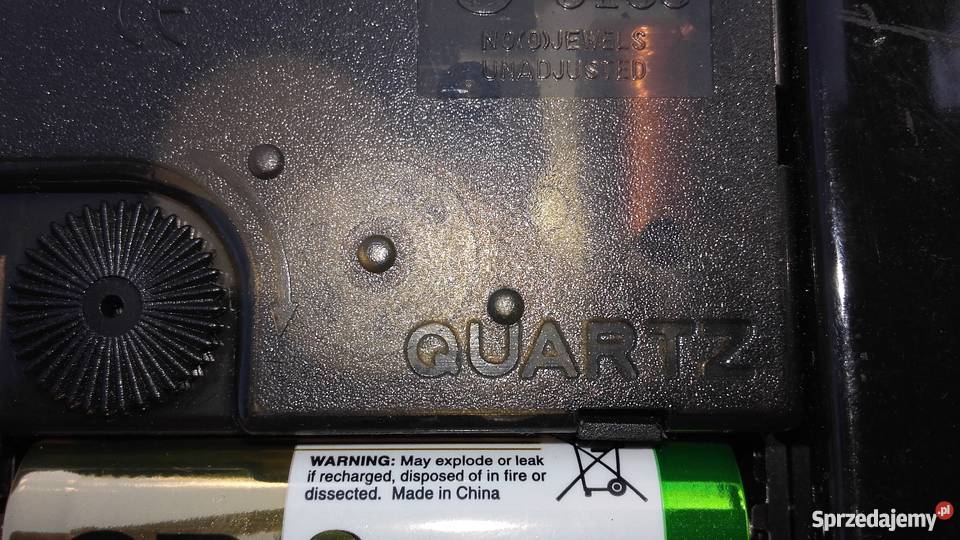 NO(0)JEWELS
UNADJUSTED
QUARTZ
WARNING: May explode or leak
if recharged, disposed of in fire or
dissected. Made in China
Sprzedajemy.pl